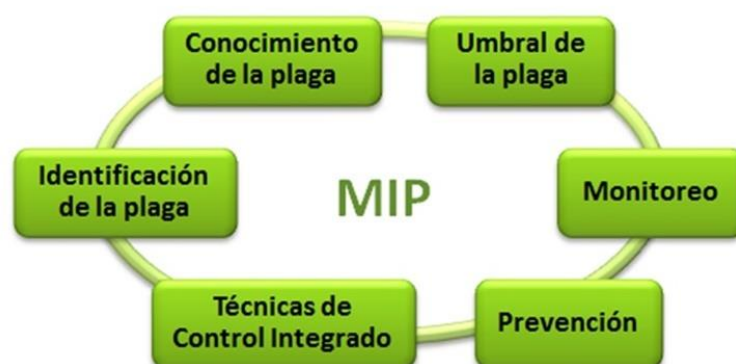 Conocimiento
de la plaga
Umbral de
la plaga
Identificación
de la plaga
MIP
Monitoreo
Técnicas de
Control Integrado
Prevención